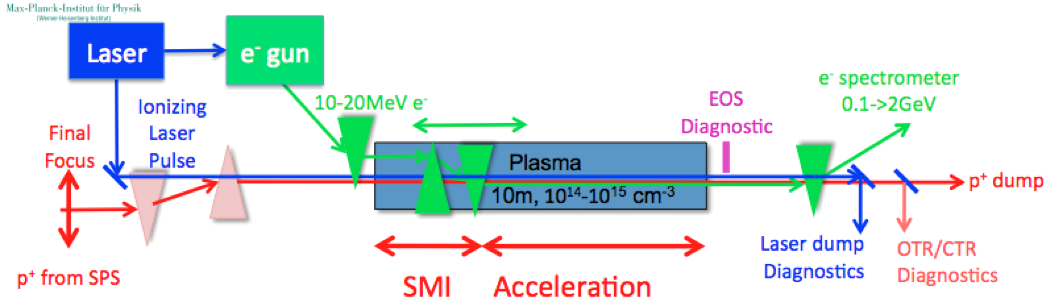 Max-Planck-Institut für Physik
(Werner-Heisenberg-Institut)
Laser
e⁻ gun
Ionizing
Laser
Pulse
10-20MeV e⁻
EOS
Diagnostic
e⁻ spectrometer
0.1->2GeV
Final
Focus
Plasma
10m, 10¹⁴-10¹⁵ cm⁻³
p⁺ dump
p⁺ from SPS
SMI
Acceleration
Laser dump
Diagnostics
OTR/CTR
Diagnostics